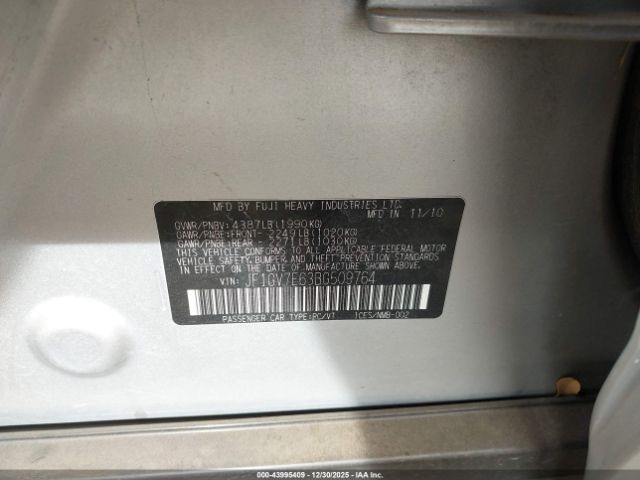 MFD BY FUJI HEAVY INDUSTRIES LTD.
MFD IN 11/10
GVWR/PNBV: 4387LB(1990KG)
GAWR/PNBE:FRONT- 2249LB(1020KG)
GAWR/PNBE:REAR - 2271LB(1030KG)
THIS VEHICLE CONFORMS TO ALL APPLICABLE FEDERAL MOTOR
VEHICLE SAFETY,BUMPER, AND THEFT PREVENTION STANDARDS
IN EFFECT ON THE DATE OF MANUFACTURE SHOWN ABOVE.
VIN: JF1GV7E63BG509764
PASSENGER CAR TYPE:PC/VT ICES/NMB-002
000-43995409 - 12/30/2025 - IAAI.com